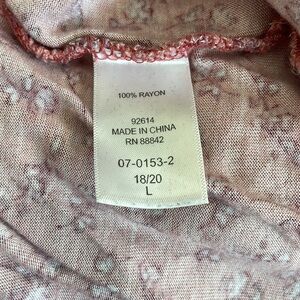 100% RAYON
92614
MADE IN CHINA
RN 88842
07-0153-2
18/20
L